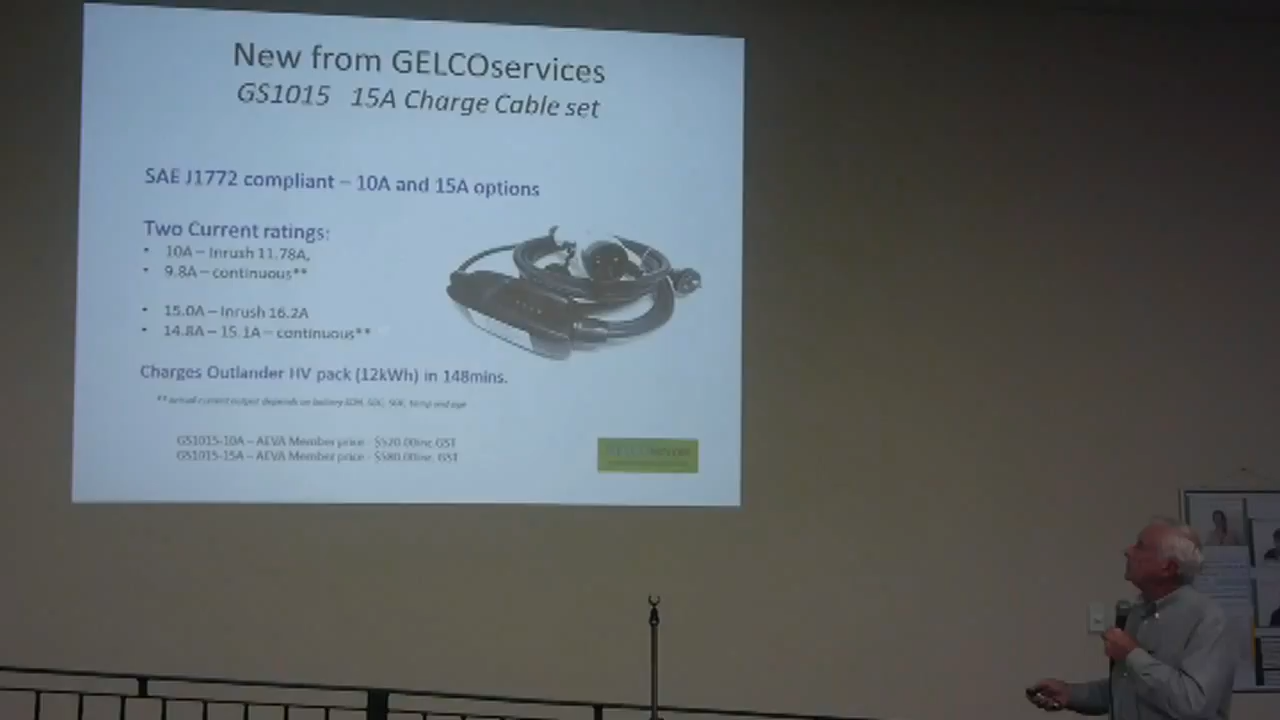 New from GELCOservices
GS1015 15A Charge Cable set
SAE J1772 compliant – 10A and 15A options
Two Current ratings:
• 10A – Inrush 11.78A,
• 9.8A – continuous**
• 15.0A – Inrush 16.2A
• 14.8A – 15.1A – continuous**
Charges Outlander HV pack (12kWh) in 148mins.
** actual current output depends on battery SOH, SOC, temp and age
GS1015-10A – AEVA Member price - $520.00inc GST
GS1015-15A – AEVA Member price - $580.00inc. GST